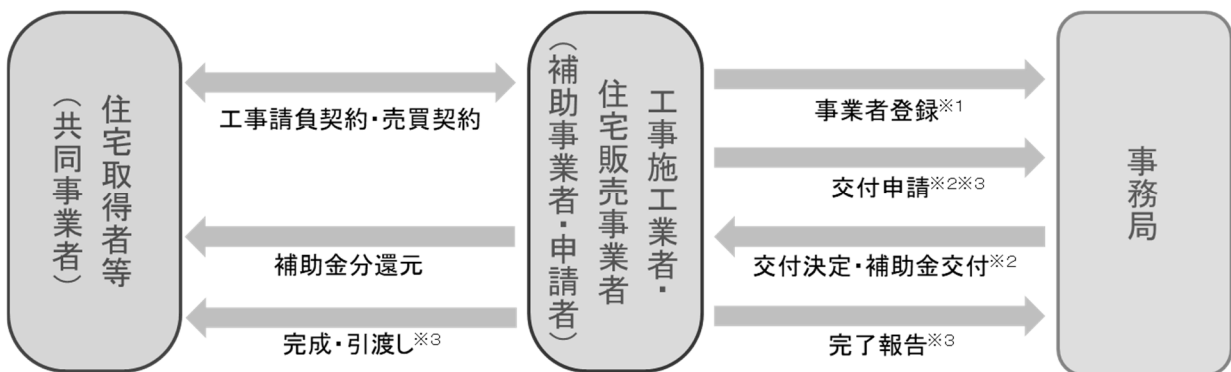 住宅取得者等
（共同事業者）
工事請負契約・売買契約
補助金分還元
完成・引渡し※3
工事施工業者・
住宅販売事業者
（補助事業者・申請者）
事業者登録※1
交付申請※2※3
交付決定・補助金交付※2
完了報告※3
事務局